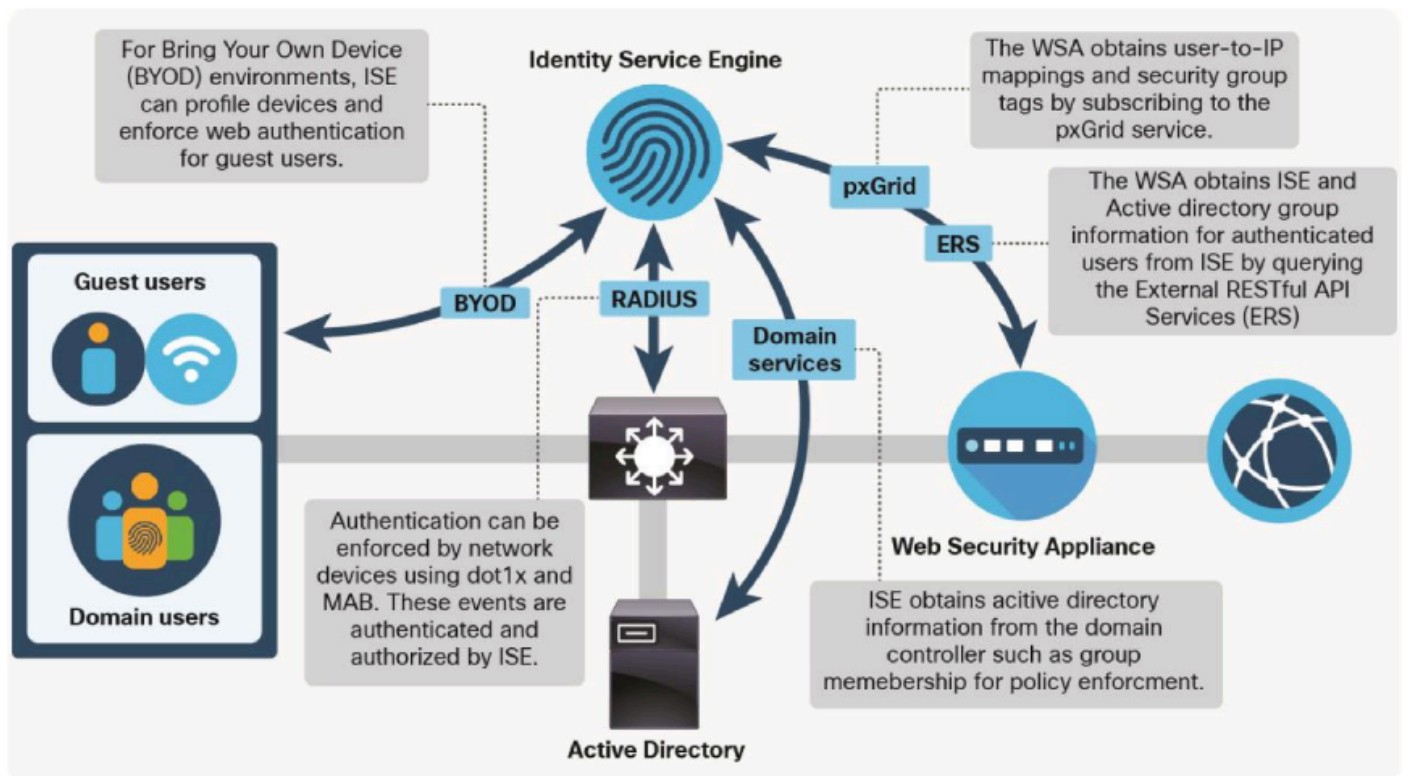 For Bring Your Own Device
(BYOD) environments, ISE
can profile devices and
enforce web authentication
for guest users.
Identity Service Engine
The WSA obtains user-to-IP
mappings and security group
tags by subscribing to the
pxGrid service.
pxGrid
The WSA obtains ISE and
Active directory group
information for authenticated
users from ISE by querying
the External RESTful API
Services (ERS)
ERS
Guest users
BYOD
RADIUS
Domain
services
Domain users
Authentication can be
enforced by network
devices using dot1x and
MAB. These events are
authenticated and
authorized by ISE.
Web Security Appliance
ISE obtains acitive directory
information from the domain
controller such as group
memebership for policy enforcment.
Active Directory